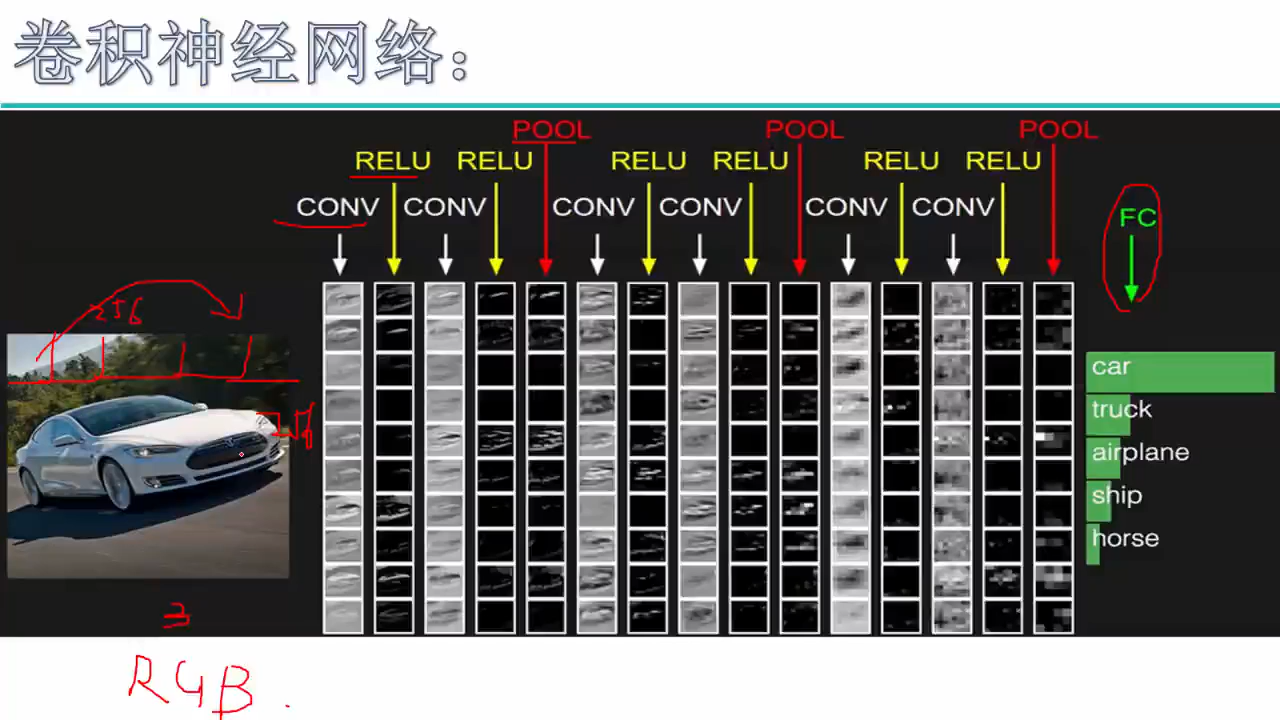 卷积神经网络：
POOL POOL POOL
RELU RELU RELU RELU RELU RELU
CONV CONV CONV CONV CONV CONV
FC
256
car
truck
airplane
ship
horse
3
RGB.